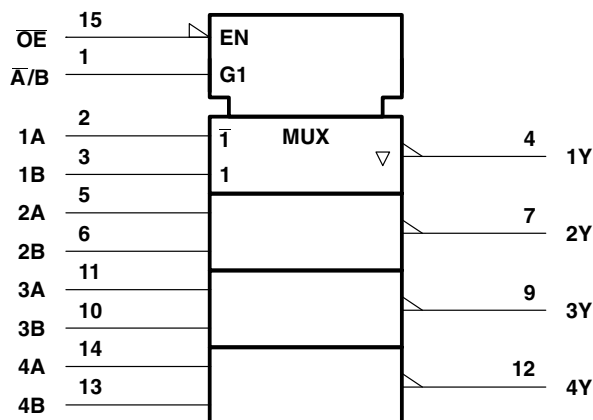 15
O̅E̅ EN
1
A̅/B G1
2
1A 1̅ MUX 4
3 1Y
1B 1
5
2A 7
6 2Y
2B
11
3A 9
10 3Y
3B
14
4A 12
13 4Y
4B